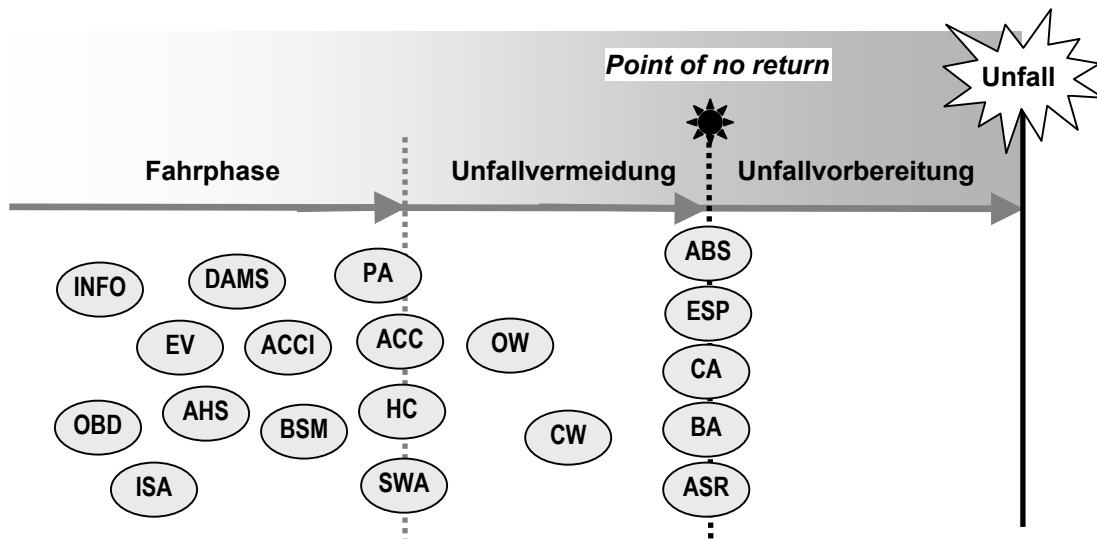 Point of no return
Unfall
Fahrphase
Unfallvermeidung
Unfallvorbereitung
ABS
PA
DAMS
INFO
ESP
ACC
OW
EV
ACCI
CA
HC
AHS
BA
OBD
BSM
CW
SWA
ASR
ISA